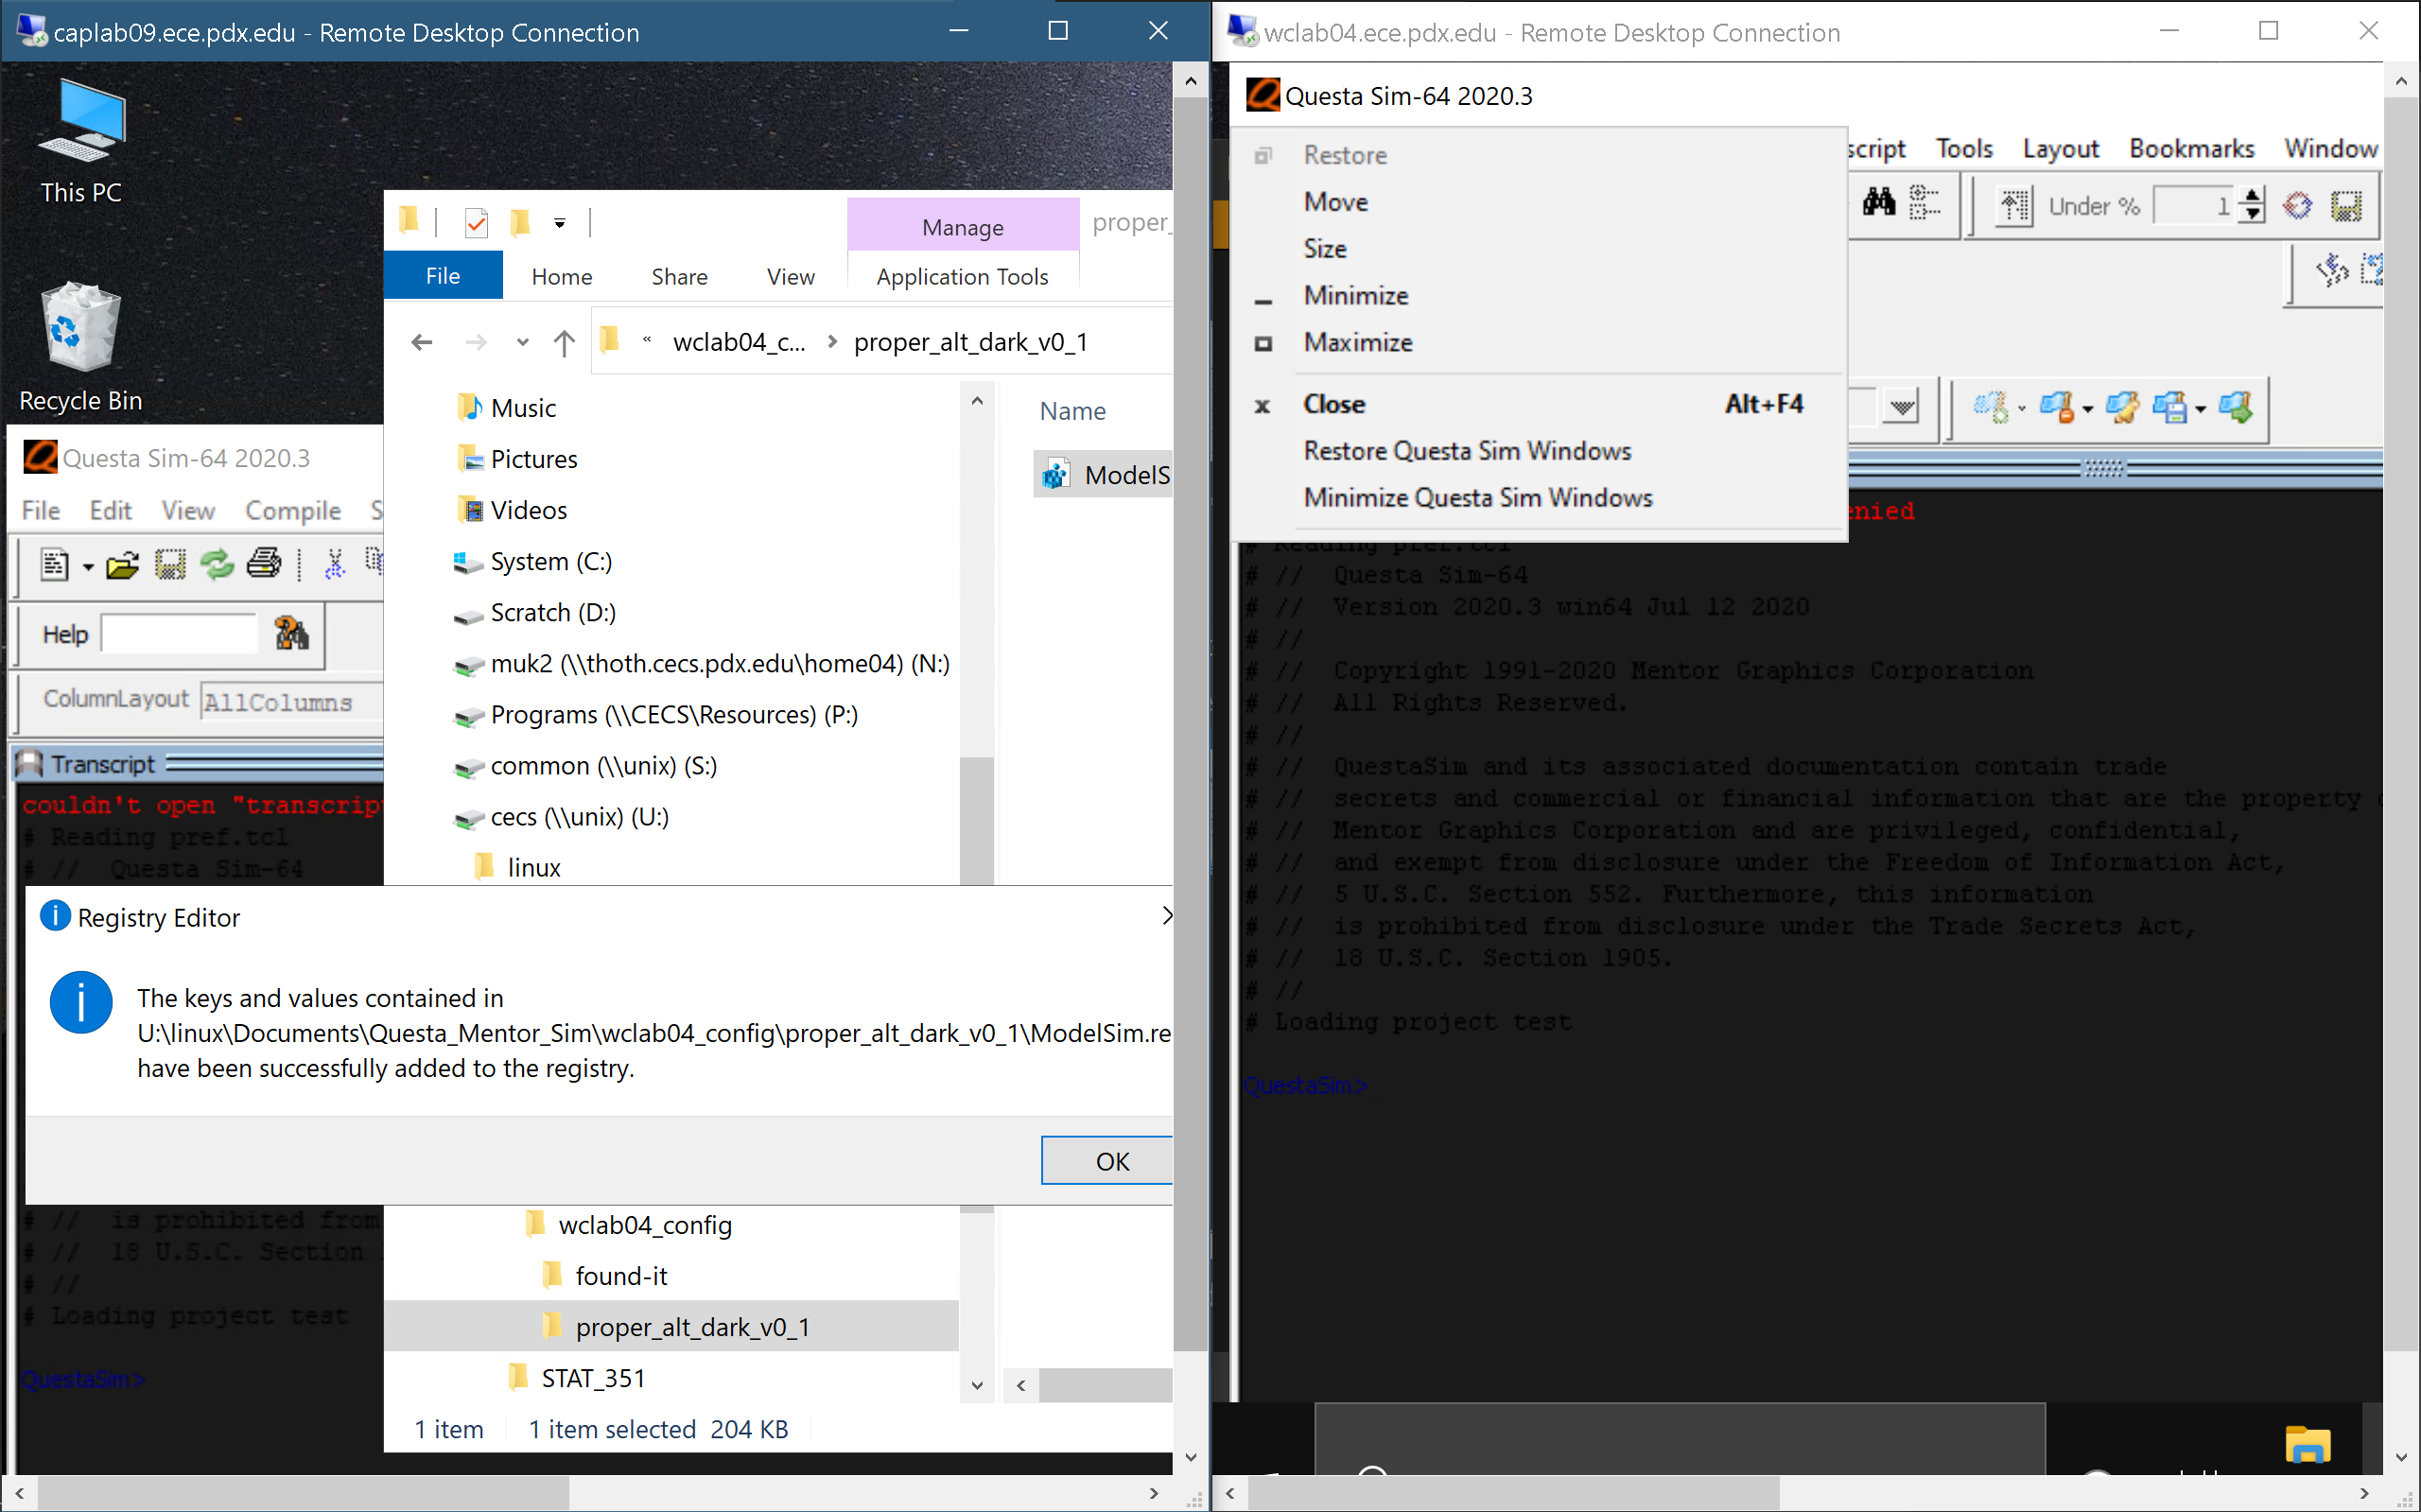 caplab09.ece.pdx.edu - Remote Desktop Connection
This PC
Recycle Bin
Manage
proper_
File
Home
Share
View
Application Tools
« wclab04_c... > proper_alt_dark_v0_1
Music
Pictures
Videos
System (C:)
Scratch (D:)
muk2 (\\thoth.cecs.pdx.edu\home04) (N:)
Programs (\\CECS\Resources) (P:)
common (\\unix) (S:)
cecs (\\unix) (U:)
linux
Name
ModelS
Questa Sim-64 2020.3
File Edit View Compile S
Help
ColumnLayout AllColumns
Transcript
couldn't open "transcrip
# Reading pref.tcl
# // Questa Sim-64
Registry Editor
The keys and values contained in
U:\linux\Documents\Questa_Mentor_Sim\wclab04_config\proper_alt_dark_v0_1\ModelSim.re
have been successfully added to the registry.
OK
# // is prohibited from
# // 18 U.S.C. Section
# //
# Loading project test
QuestaSim>
wclab04_config
found-it
proper_alt_dark_v0_1
STAT_351
1 item
1 item selected 204 KB
wclab04.ece.pdx.edu - Remote Desktop Connection
Questa Sim-64 2020.3
Restore
Move
Size
Minimize
Maximize
Close Alt+F4
Restore Questa Sim Windows
Minimize Questa Sim Windows
script Tools Layout Bookmarks Window
Under % 1
enied
# Reading pref.tcl
# // Questa Sim-64
# // Version 2020.3 win64 Jul 12 2020
# //
# // Copyright 1991-2020 Mentor Graphics Corporation
# // All Rights Reserved.
# //
# // QuestaSim and its associated documentation contain trade
# // secrets and commercial or financial information that are the property
# // Mentor Graphics Corporation and are privileged, confidential,
# // and exempt from disclosure under the Freedom of Information Act,
# // 5 U.S.C. Section 552. Furthermore, this information
# // is prohibited from disclosure under the Trade Secrets Act,
# // 18 U.S.C. Section 1905.
# //
# Loading project test
QuestaSim>